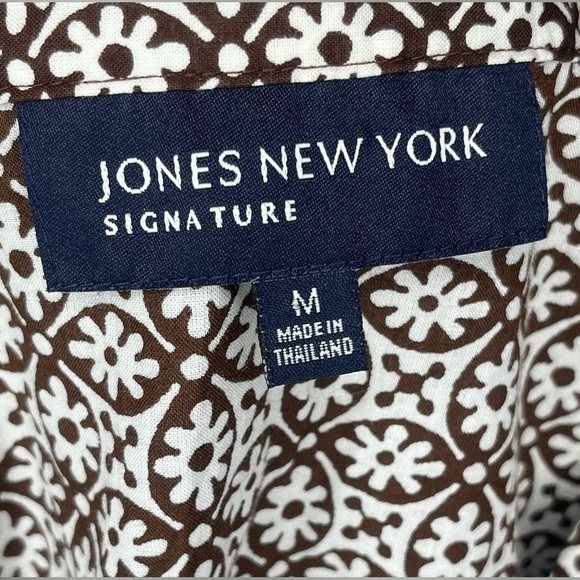 JONES NEW YORK
SIGNATURE
M
MADE IN
THAILAND